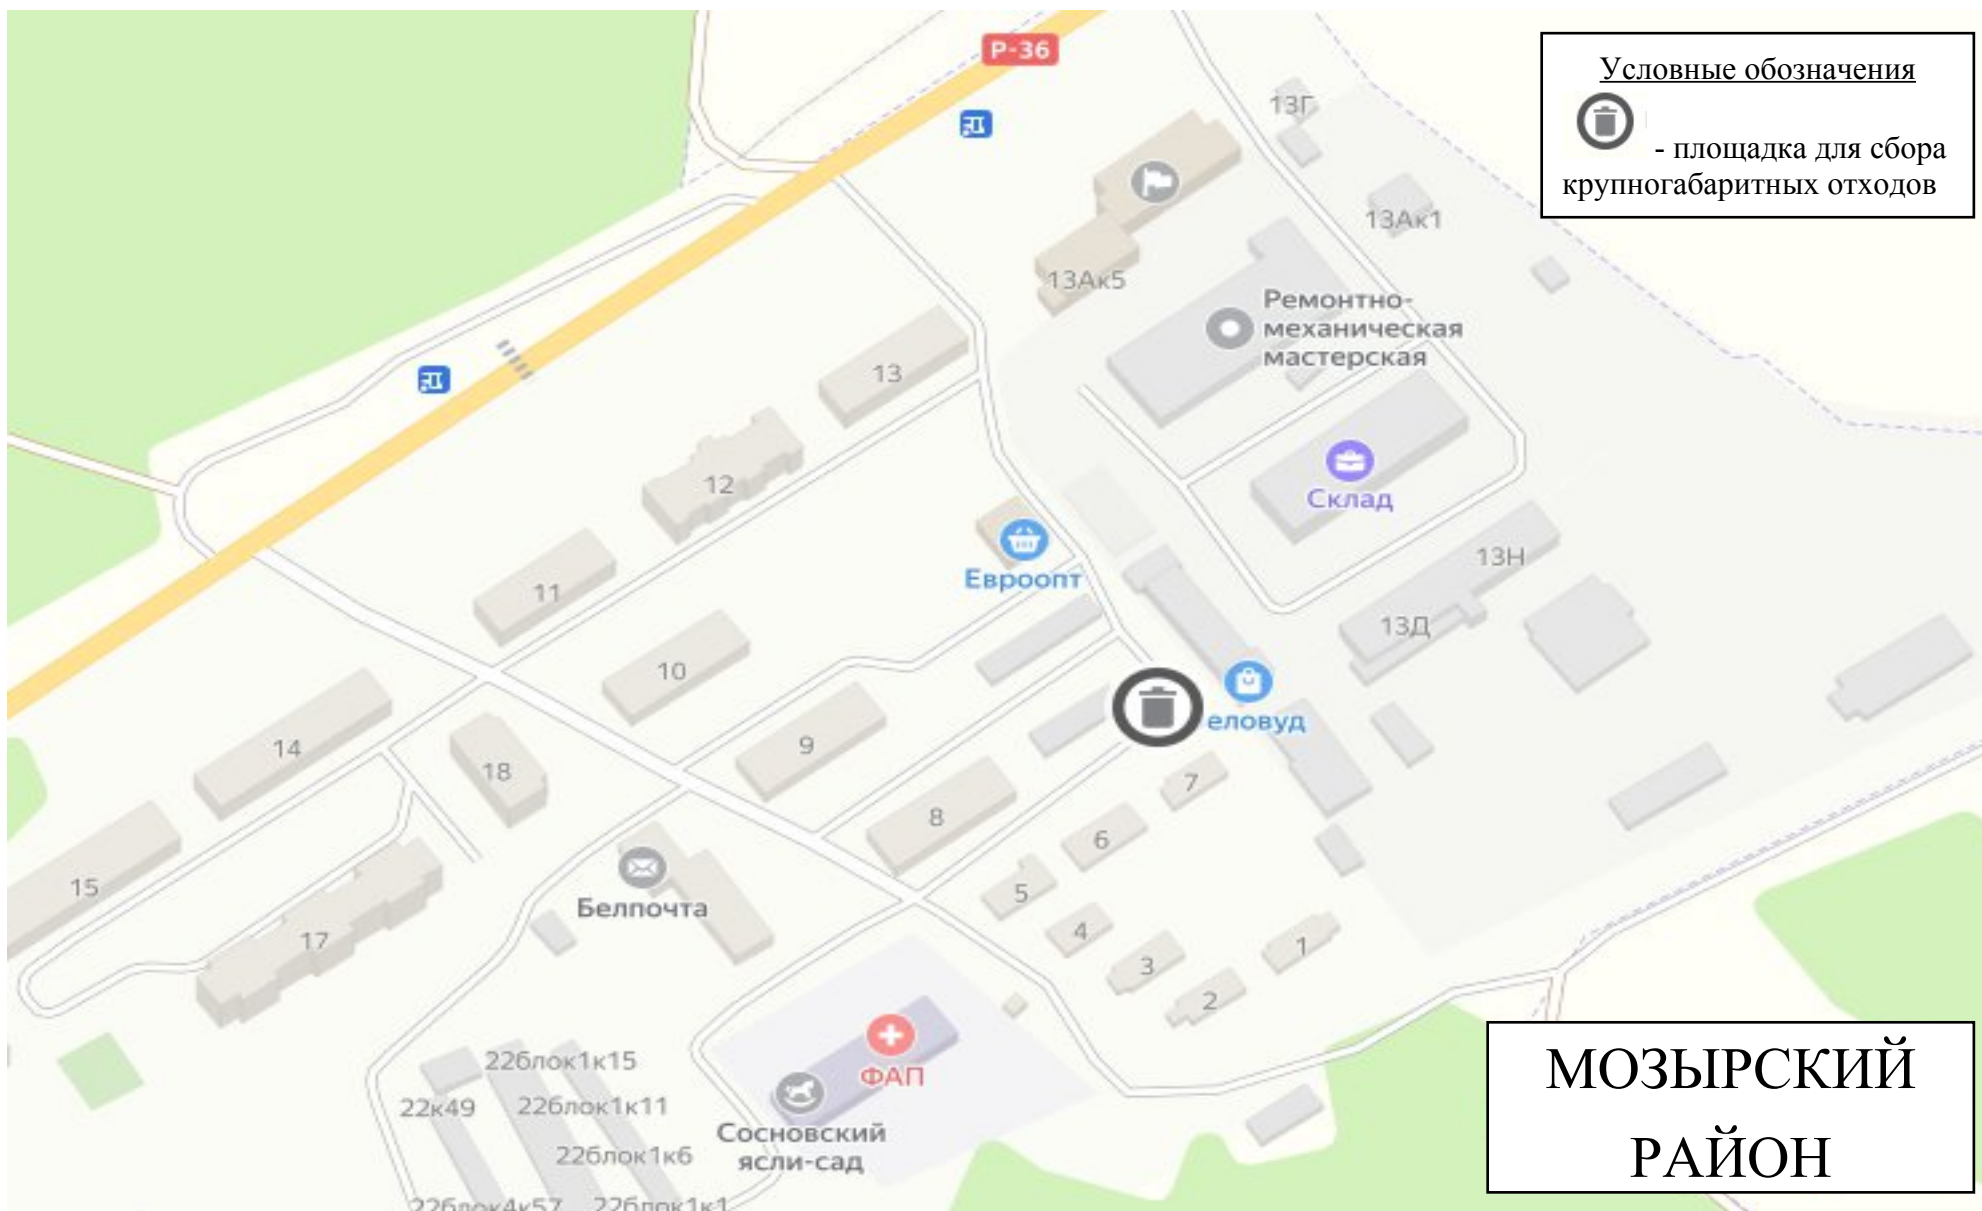 Р-36
Условные обозначения
- площадка для сбора
крупногабаритных отходов
13Г
13Ак1
13Ак5
Ремонтно-
механическая
мастерская
13
12
Склад
11
Евроопт
13Н
13Д
10
14
18
9
еловуд
7
8
6
15
5
Белпочта
4
17
3
1
2
МОЗЫРСКИЙ
РАЙОН
ФАП
Сосновский
ясли-сад
22блок1к15
22к49
22блок1к11
22блок1к6
22блок4к57
22блок1к1